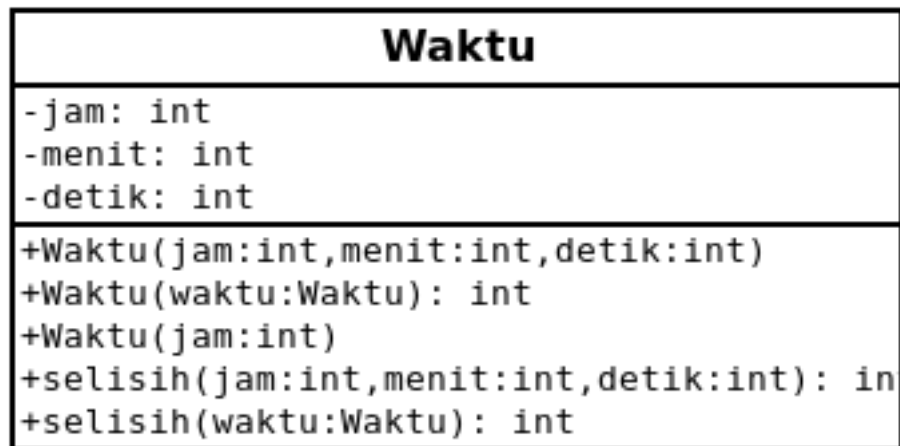 Waktu
-jam: int
-menit: int
-detik: int
+Waktu(jam:int,menit:int,detik:int)
+Waktu(waktu:Waktu): int
+Waktu(jam:int)
+selisih(jam:int,menit:int,detik:int): in
+selisih(waktu:Waktu): int